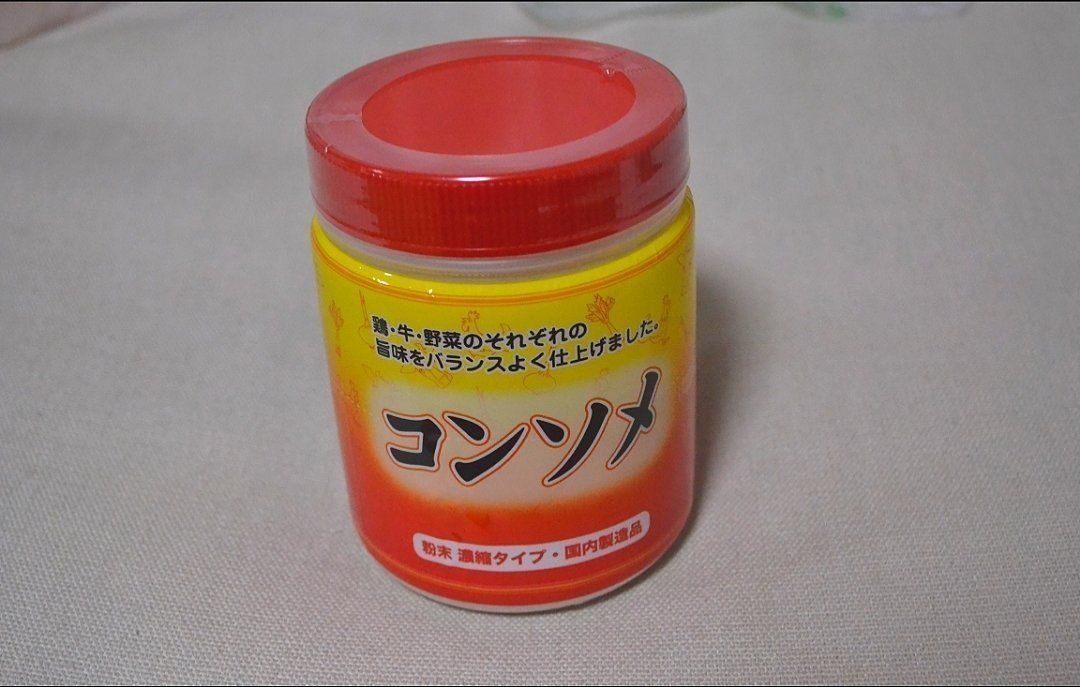 鶏・牛・野菜のそれぞれの
旨味をバランスよく仕上げました。
コンソメ
粉末 濃縮タイプ・国内製造品